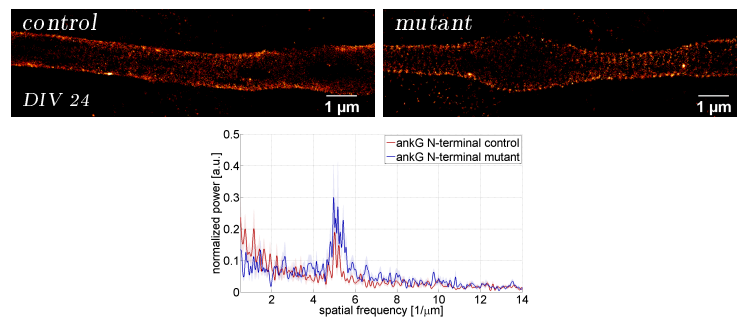 control
mutant
DIV 24
1 μm
1 μm
0.5
0.4
0.3
0.2
0.1
0
normalized power [a.u.]
ankG N-terminal control
ankG N-terminal mutant
2 4 6 8 10 12 14
spatial frequency [1/μm]